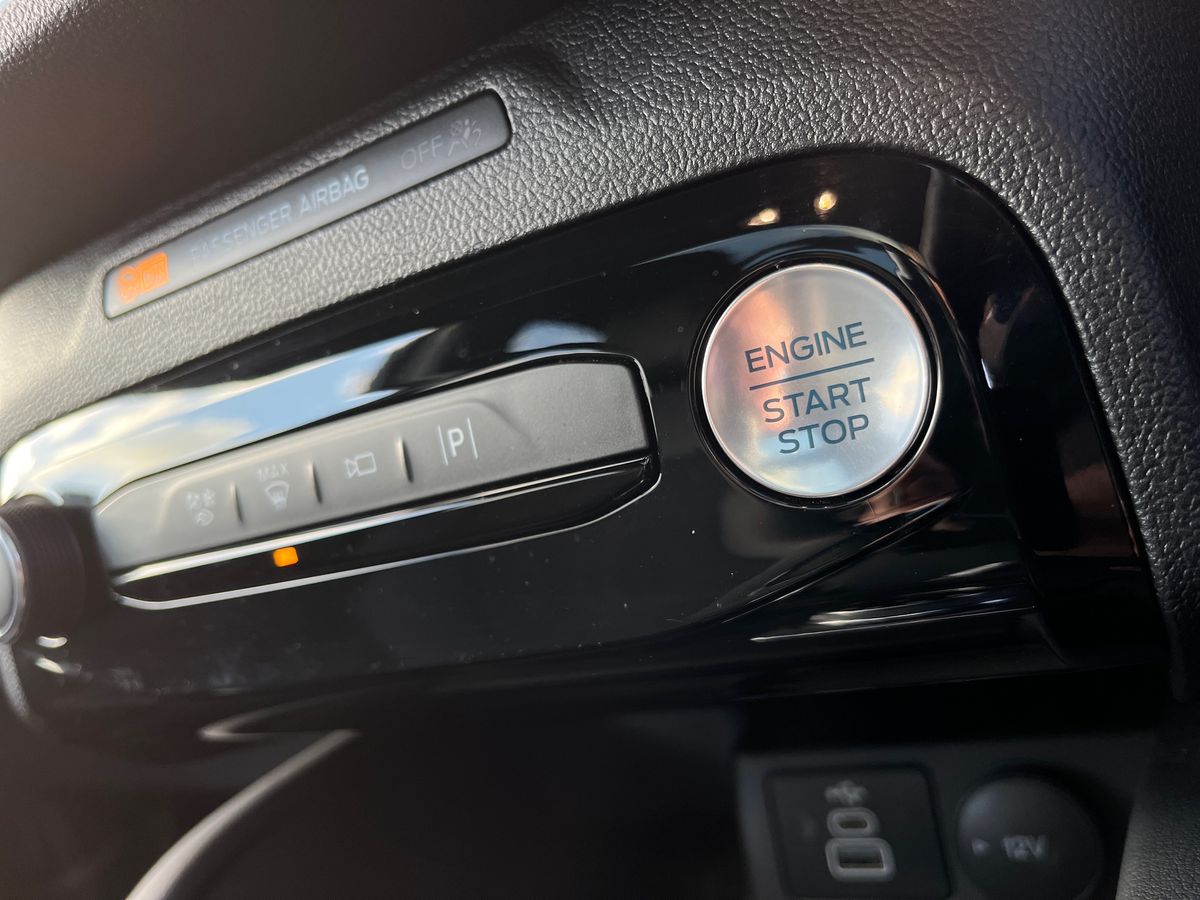 PASSENGER AIRBAG OFF
ENGINE
START
STOP
MAX
P
12V